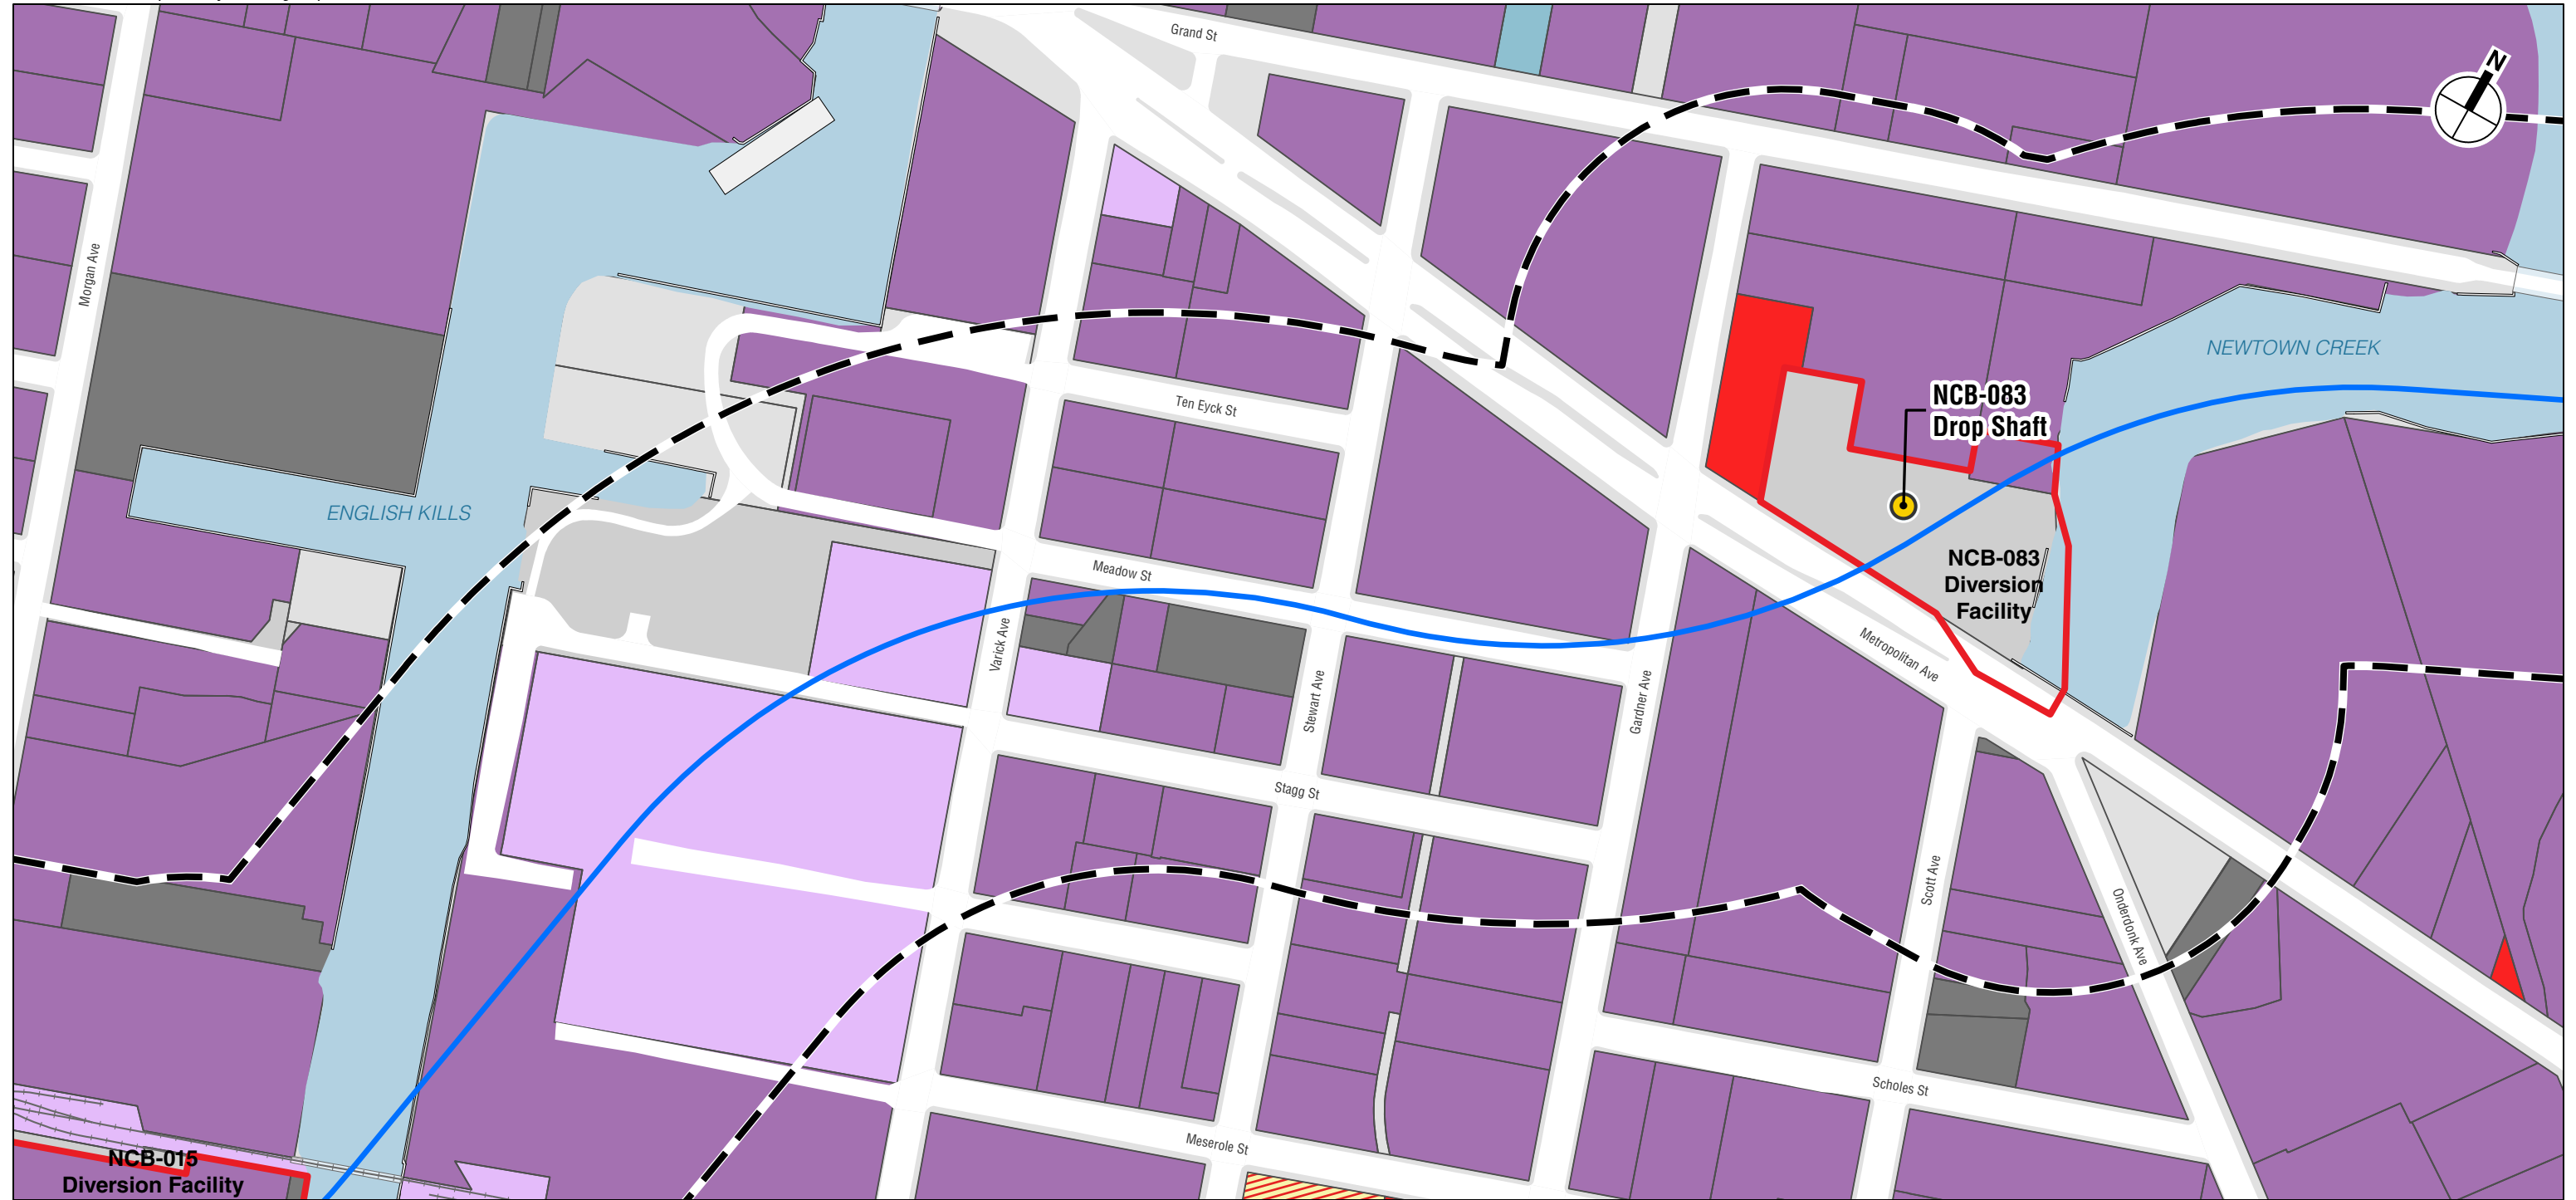 Grand St
N
Morgan Ave
NEWTOWN CREEK
NCB-083
Drop Shaft
Ten Eyck St
ENGLISH KILLS
NCB-083
Diversion
Facility
Meadow St
Varick Ave
Metropolitan Ave
Stewart Ave
Gardner Ave
Stagg St
Scott Ave
Onderdonk Ave
Scholes St
Meserole St
NCB-015
Diversion Facility